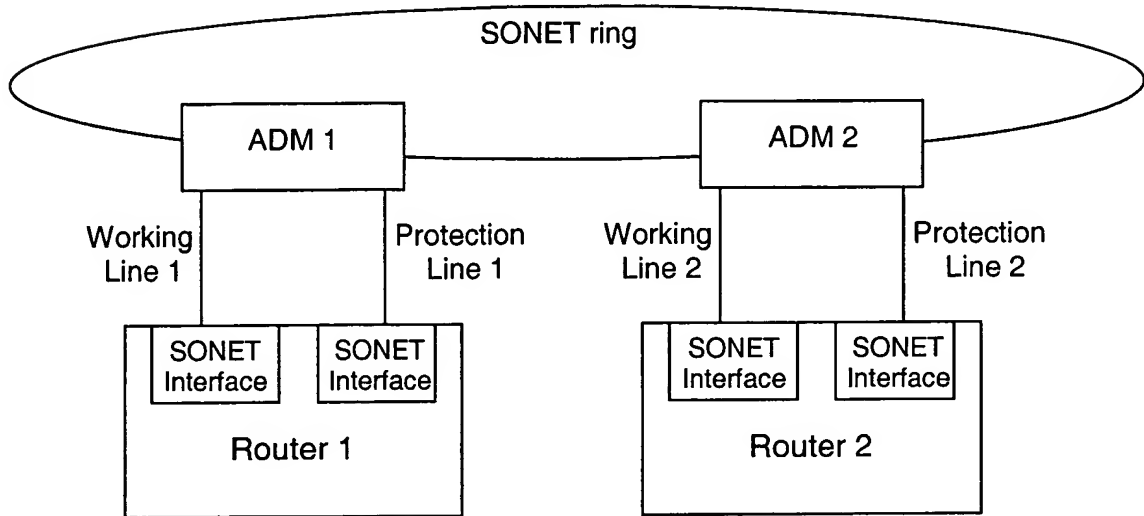 SONET ring
ADM 1
ADM 2
Working
Line 1
Protection
Line 1
Working
Line 2
Protection
Line 2
SONET
Interface
SONET
Interface
SONET
Interface
SONET
Interface
Router 1
Router 2